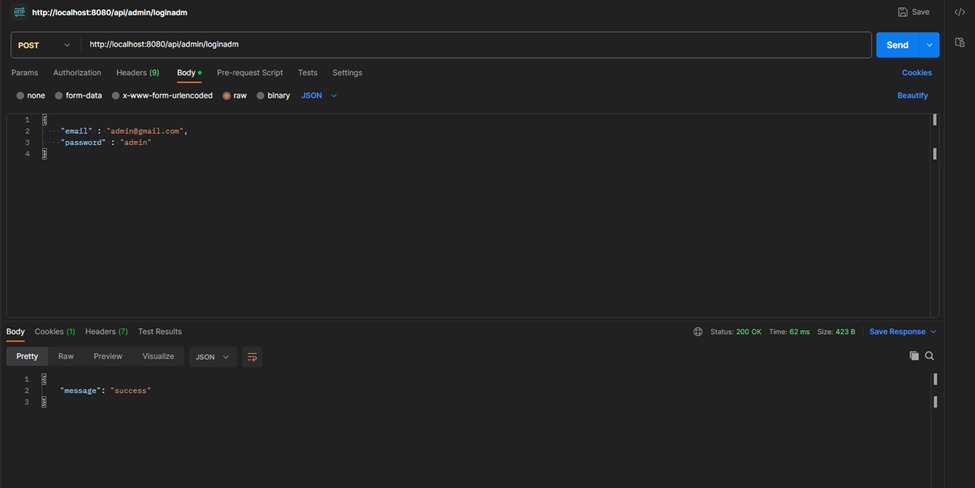 HTTP http://localhost:8080/api/admin/loginadm Save
POST http://localhost:8080/api/admin/loginadm Send
Params Authorization Headers (9) Body Pre-request Script Tests Settings Cookies
none form-data x-www-form-urlencoded raw binary JSON Beautify
1 {
2 "email" : "admin@gmail.com",
3 "password" : "admin"
4 }
Body Cookies (1) Headers (7) Test Results Status: 200 OK Time: 62 ms Size: 423 B Save Response
Pretty Raw Preview Visualize JSON
1 {
2 "message": "success"
3 }